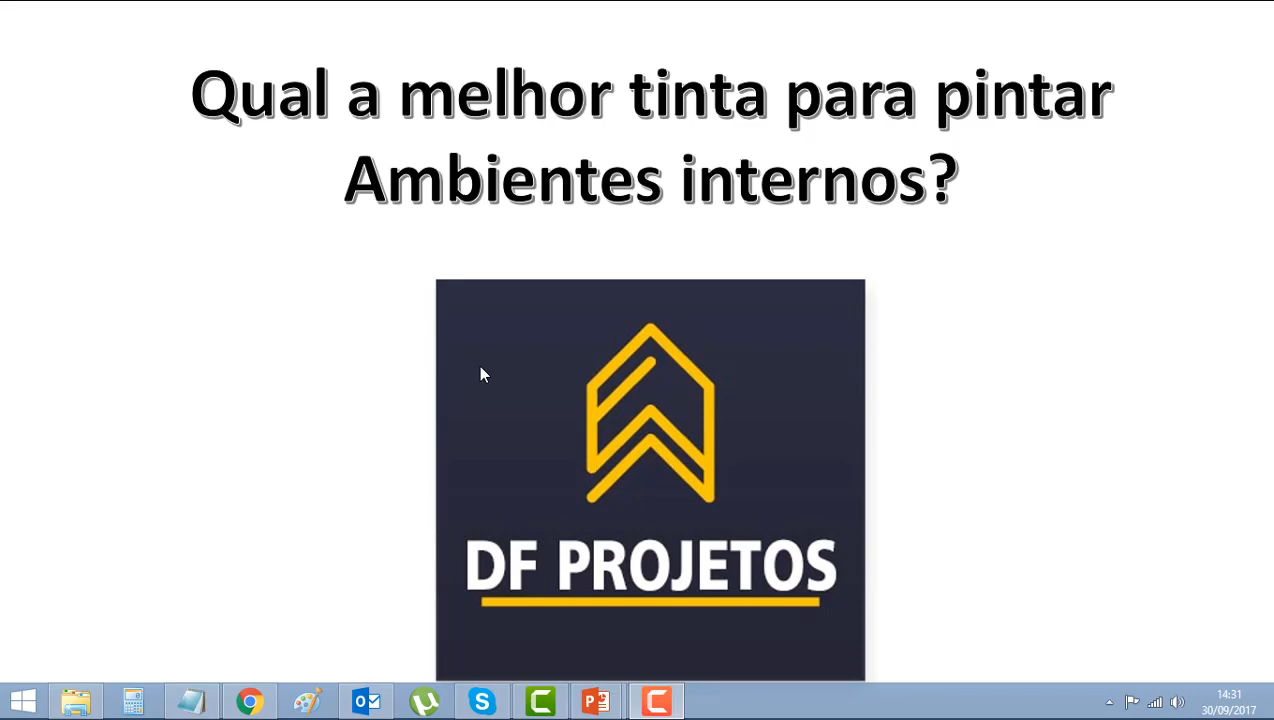 Qual a melhor tinta para pintar
Ambientes internos?
DF PROJETOS
14:31
30/09/2017